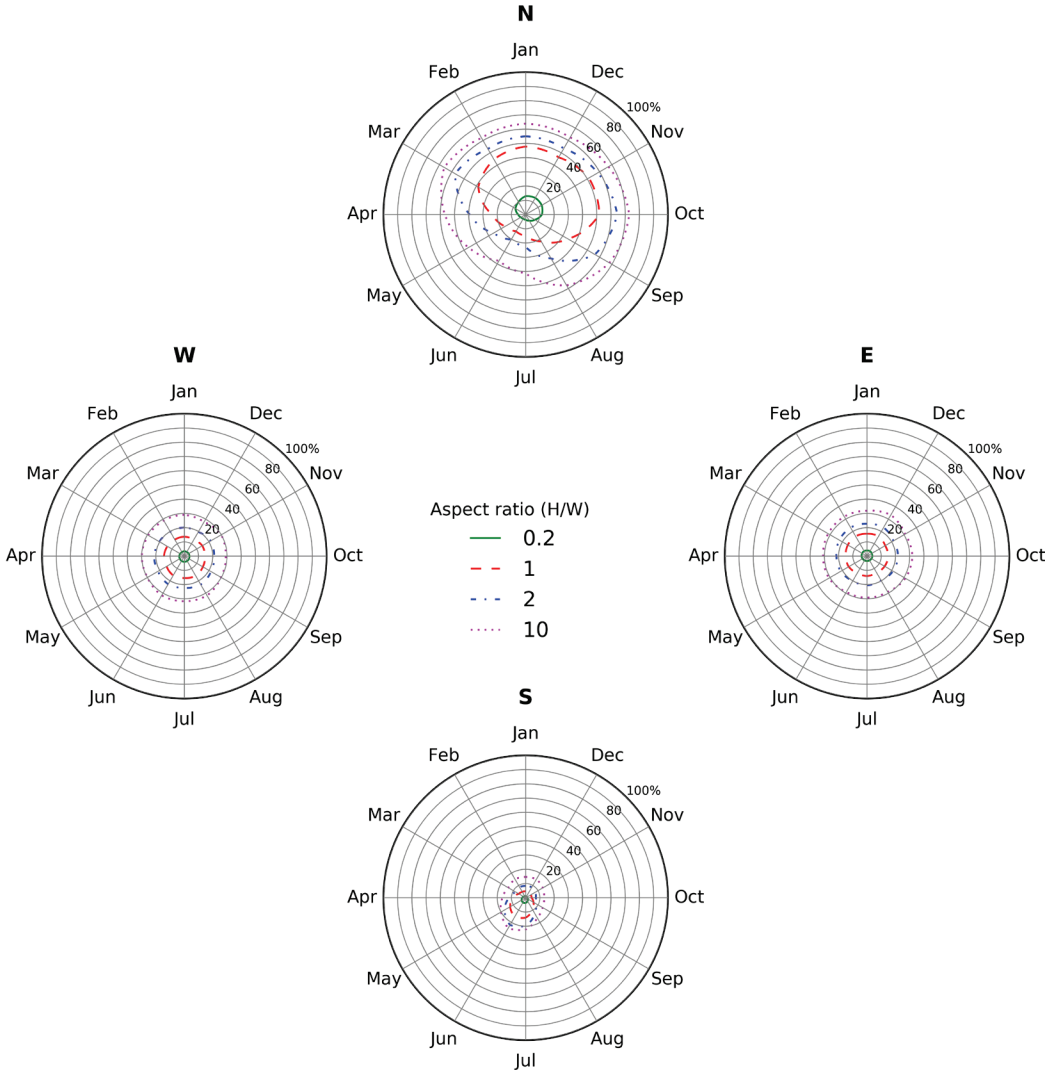 N
Jan
Feb
Dec
100%
80
Mar
Nov
60
40
20
Apr
Oct
May
Sep
Jun
Aug
Jul
W
Jan
Feb
Dec
100%
80
Mar
Nov
60
40
20
Apr
Oct
May
Sep
Jun
Aug
Jul
E
Jan
Feb
Dec
100%
80
Mar
Nov
60
40
20
Apr
Oct
May
Sep
Jun
Aug
Jul
Aspect ratio (H/W)
0.2
1
2
10
S
Jan
Feb
Dec
100%
80
Mar
Nov
60
40
20
Apr
Oct
May
Sep
Jun
Aug
Jul